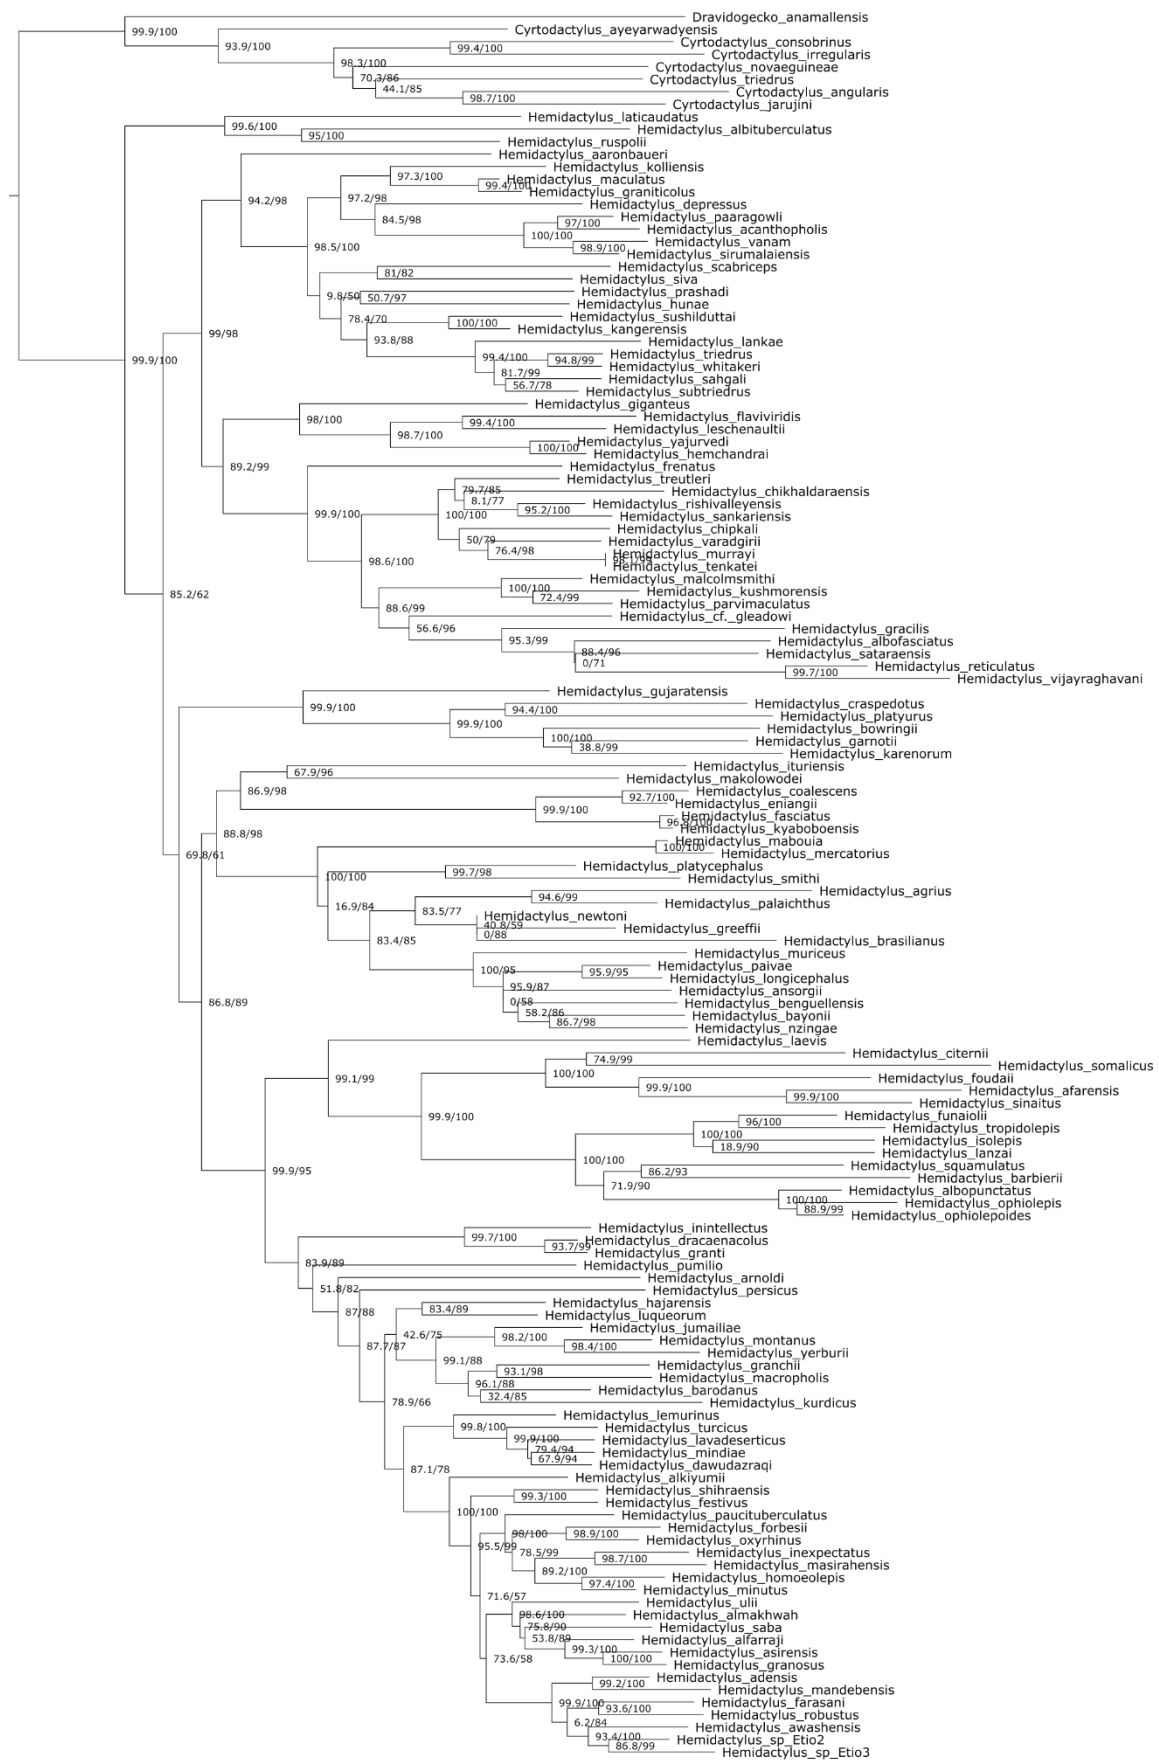 Dravidogecko_anamallensis
99.9/100
Cyrtodactylus_ayeyarwadyensis
93.9/100
Cyrtodactylus_consobrinus
99.4/100
Cyrtodactylus_irregularis
98.3/100
Cyrtodactylus_novaeguineae
70.3/86
Cyrtodactylus_triedrus
44.1/85
Cyrtodactylus_angularis
98.7/100
Cyrtodactylus_jarujini
Hemidactylus_laticaudatus
99.6/100
Hemidactylus_albituberculatus
95/100
Hemidactylus_ruspolii
Hemidactylus_aaronbaueri
Hemidactylus_kolliensis
97.3/100
Hemidactylus_maculatus
99.4/100
Hemidactylus_graniticolus
94.2/98
97.2/98
Hemidactylus_depressus
84.5/98
Hemidactylus_paaragowli
97/100
Hemidactylus_acanthopholis
100/100
Hemidactylus_vanam
98.5/100
98.9/100
Hemidactylus_sirumalaiensis
Hemidactylus_scabriceps
81/82
Hemidactylus_siva
Hemidactylus_prashadi
9.8/50
50.7/97
Hemidactylus_hunae
Hemidactylus_sushilduttai
78.4/70
100/100
Hemidactylus_kangerensis
99/98
93.8/88
Hemidactylus_lankae
Hemidactylus_triedrus
99.4/100
94.8/99
Hemidactylus_whitakeri
99.9/100
81.7/99
Hemidactylus_sahgali
56.7/78
Hemidactylus_subtriedrus
Hemidactylus_giganteus
98/100
Hemidactylus_flaviviridis
99.4/100
Hemidactylus_leschenaultii
98.7/100
Hemidactylus_yajurvedi
100/100
Hemidactylus_hemchandrai
89.2/99
Hemidactylus_frenatus
Hemidactylus_treutleri
79.7/85
Hemidactylus_chikhaldaraensis
8.1/77
Hemidactylus_rishivalleyensis
99.9/100
100/100
95.2/100
Hemidactylus_sankariensis
Hemidactylus_chipkali
50/79
Hemidactylus_varadgirii
76.4/98
Hemidactylus_murrayi
98.6/100
Hemidactylus_tenkatei
Hemidactylus_malcolmsmithi
100/100
Hemidactylus_kushmorensis
85.2/62
72.4/99
Hemidactylus_parvimaculatus
88.6/99
Hemidactylus_cf._gleadowi
56.6/96
Hemidactylus_gracilis
95.3/99
Hemidactylus_albofasciatus
88.4/96
Hemidactylus_sataraensis
0/71
Hemidactylus_reticulatus
99.7/100
Hemidactylus_vijayraghavani
Hemidactylus_gujaratensis
99.9/100
Hemidactylus_craspedotus
94.4/100
Hemidactylus_platyurus
99.9/100
Hemidactylus_bowringii
100/100
Hemidactylus_garnotii
38.8/99
Hemidactylus_karenorum
Hemidactylus_ituriensis
67.9/96
Hemidactylus_makolowodei
86.9/98
Hemidactylus_coalescens
92.7/100
Hemidactylus_eniangii
99.9/100
Hemidactylus_fasciatus
96.8/100
Hemidactylus_kyaboboensis
88.8/98
Hemidactylus_mabouia
100/100
Hemidactylus_mercatorius
69.8/61
Hemidactylus_platycephalus
99.7/98
100/100
Hemidactylus_smithi
Hemidactylus_agrius
94.6/99
Hemidactylus_palaichthus
16.9/84
83.5/77
Hemidactylus_newtoni
40.8/59
Hemidactylus_greeffii
0/88
83.4/85
Hemidactylus_brasilianus
Hemidactylus_muriceus
Hemidactylus_paivae
100/95
95.9/95
Hemidactylus_longicephalus
95.9/87
Hemidactylus_ansorgii
86.8/89
0/58
Hemidactylus_benguellensis
58.2/86
Hemidactylus_bayonii
86.7/98
Hemidactylus_nzingae
Hemidactylus_laevis
Hemidactylus_citernii
74.9/99
Hemidactylus_somalicus
99.1/99
100/100
Hemidactylus_foudaii
99.9/100
Hemidactylus_afarensis
99.9/100
Hemidactylus_sinaitus
99.9/100
Hemidactylus_funaiolii
96/100
Hemidactylus_tropidolepis
100/100
Hemidactylus_isolepis
18.9/90
Hemidactylus_lanzai
100/100
Hemidactylus_squamulatus
99.9/95
86.2/93
Hemidactylus_barbierii
71.9/90
Hemidactylus_albopunctatus
100/100
Hemidactylus_ophiolepis
88.9/99
Hemidactylus_ophiolepoides
Hemidactylus_inintellectus
99.7/100
Hemidactylus_dracaenacolus
93.7/99
Hemidactylus_granti
83.9/89
Hemidactylus_pumilio
Hemidactylus_arnoldi
51.8/82
Hemidactylus_persicus
Hemidactylus_hajarensis
83.4/89
87/88
Hemidactylus_luqueorum
Hemidactylus_jumailiae
42.6/75
98.2/100
Hemidactylus_montanus
87.7/87
98.4/100
Hemidactylus_yerburii
99.1/88
Hemidactylus_granchii
93.1/98
Hemidactylus_macropholis
96.1/88
Hemidactylus_barodanus
32.4/85
78.9/66
Hemidactylus_kurdicus
Hemidactylus_lemurinus
99.8/100
Hemidactylus_turcicus
99.9/100
Hemidactylus_lavadeserticus
79.4/94
Hemidactylus_mindiae
67.9/94
Hemidactylus_dawudazraqi
87.1/78
Hemidactylus_alkiyumii
Hemidactylus_shihraensis
99.3/100
Hemidactylus_festivus
100/100
Hemidactylus_paucituberculatus
Hemidactylus_forbesii
98/100
98.9/100
Hemidactylus_oxyrhinus
95.5/99
78.5/99
Hemidactylus_inexpectatus
98.7/100
Hemidactylus_masirahensis
89.2/100
Hemidactylus_homoeolepis
97.4/100
Hemidactylus_minutus
71.6/57
Hemidactylus_ulii
98.6/100
Hemidactylus_almakhwah
75.8/90
Hemidactylus_saba
53.8/89
Hemidactylus_alfarraji
99.3/100
Hemidactylus_asirensis
73.6/58
100/100
Hemidactylus_granosus
Hemidactylus_adensis
99.2/100
Hemidactylus_mandebensis
99.9/100
Hemidactylus_farasani
93.6/100
Hemidactylus_robustus
6.2/84
Hemidactylus_awashensis
93.4/100
Hemidactylus_sp_Etio2
86.8/99
Hemidactylus_sp_Etio3